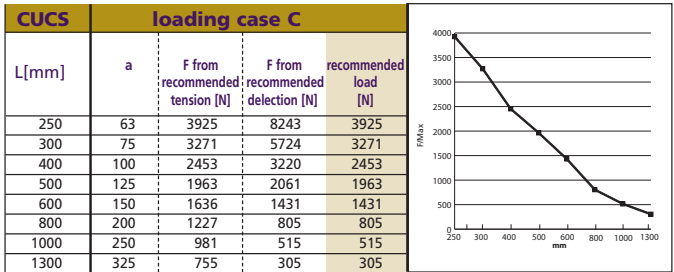 CUCS loading case C
L[mm] a F from recommended tension [N] F from recommended delection [N] recommended load [N]
250 63 3925 8243 3925
300 75 3271 5724 3271
400 100 2453 3220 2453
500 125 1963 2061 1963
600 150 1636 1431 1431
800 200 1227 805 805
1000 250 981 515 515
1300 325 755 305 305
4000
3500
3000
2500
2000
1500
1000
500
0
F/Max
250 300 400 500 600 800 1000 1300
mm